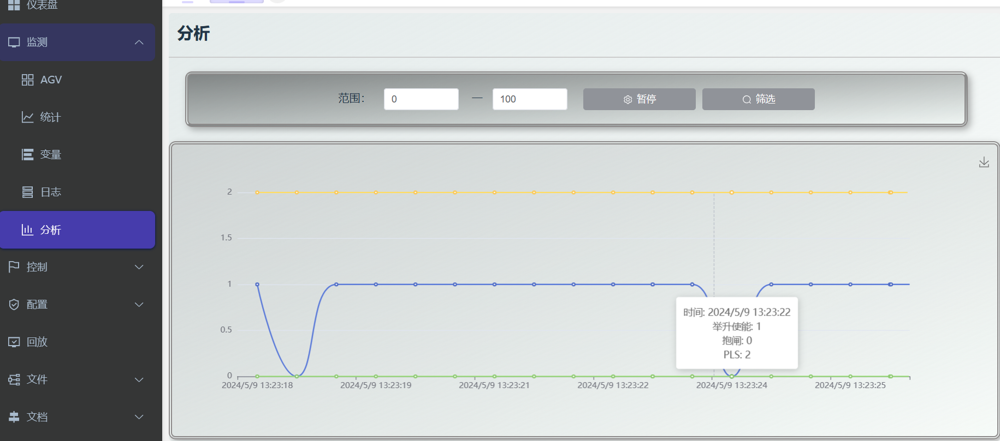 仪表盘
监测
AGV
统计
变量
日志
分析
控制
配置
回放
文件
文档
分析
范围： 0 — 100 暂停 筛选
2
1.5
1
0.5
0
时间: 2024/5/9 13:23:22
举升使能: 1
抱闸: 0
PLS: 2
2024/5/9 13:23:18 2024/5/9 13:23:19 2024/5/9 13:23:21 2024/5/9 13:23:22 2024/5/9 13:23:24 2024/5/9 13:23:25